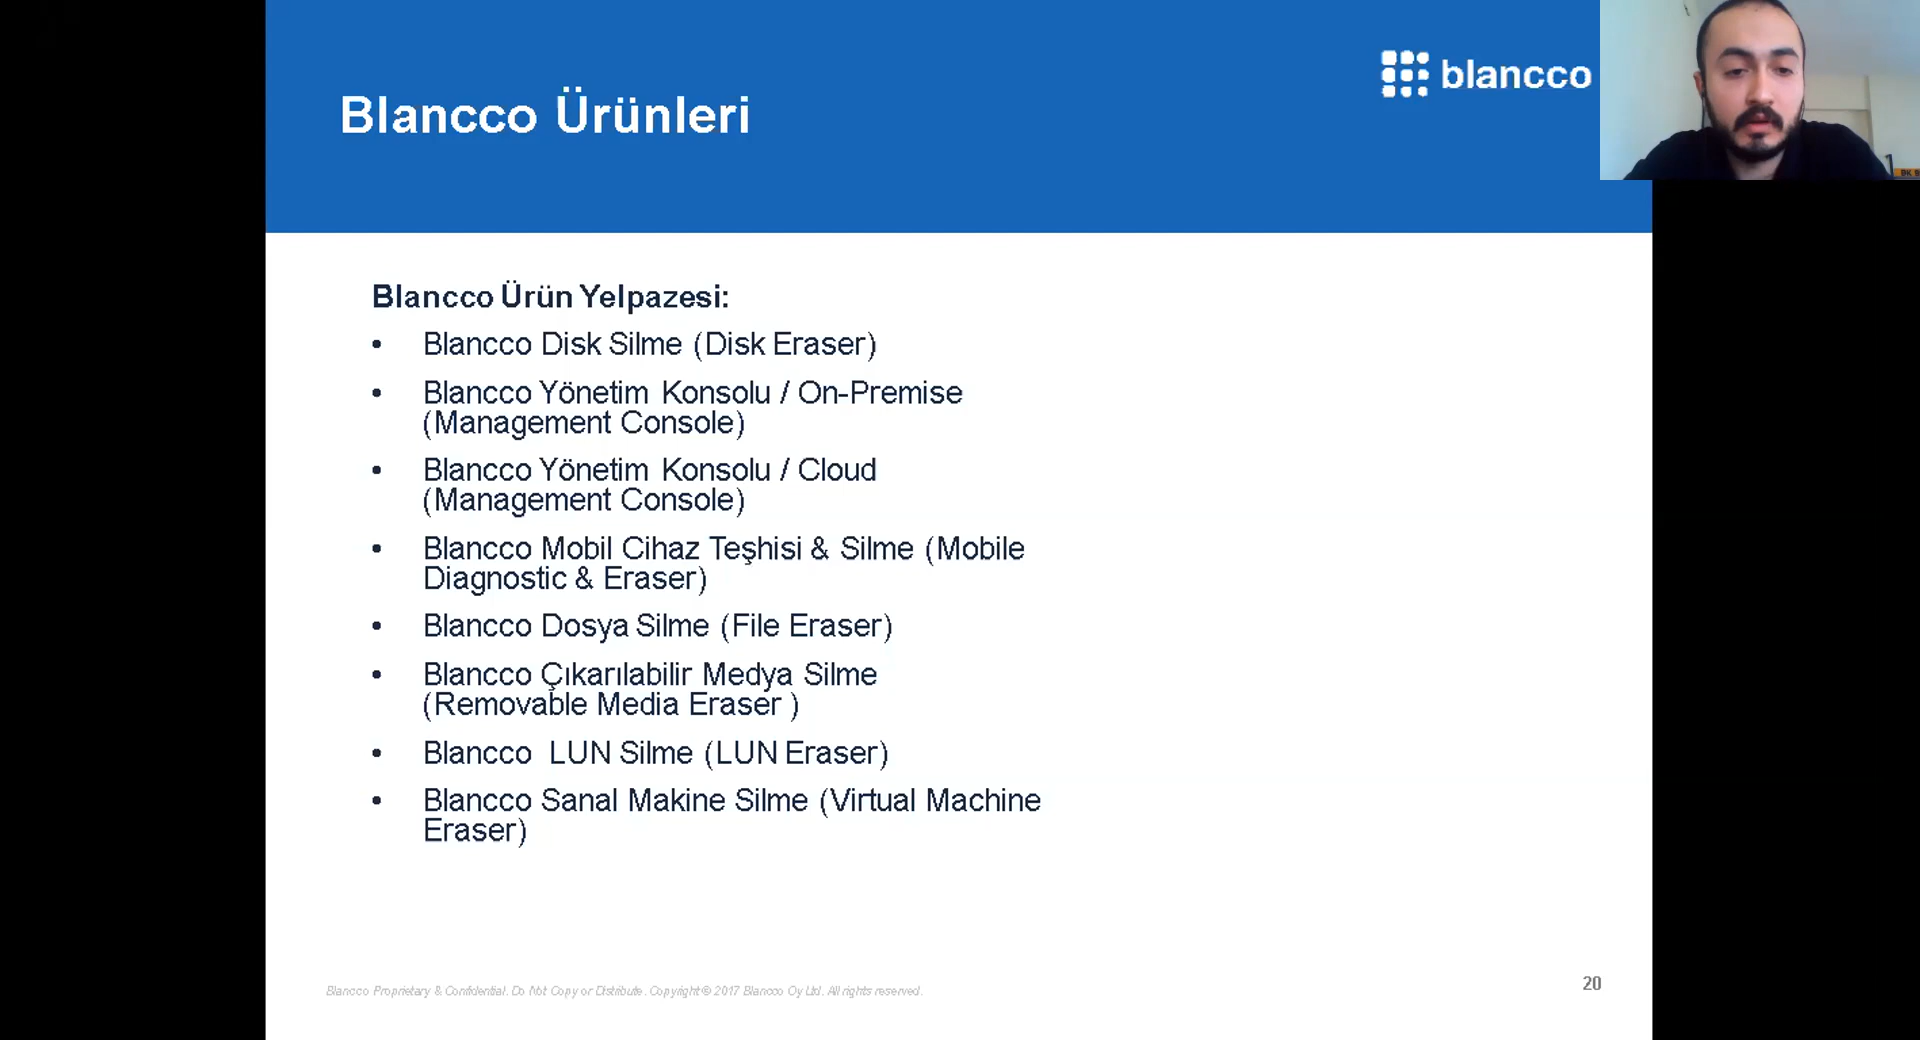 blancco
Blancco Ürünleri
Blancco Ürün Yelpazesi:
• Blancco Disk Silme (Disk Eraser)
• Blancco Yönetim Konsolu / On-Premise
(Management Console)
• Blancco Yönetim Konsolu / Cloud
(Management Console)
• Blancco Mobil Cihaz Teşhisi & Silme (Mobile
Diagnostic & Eraser)
• Blancco Dosya Silme (File Eraser)
• Blancco Çıkarılabilir Medya Silme
(Removable Media Eraser )
• Blancco LUN Silme (LUN Eraser)
• Blancco Sanal Makine Silme (Virtual Machine
Eraser)
Blancco Proprietary & Confidential. Do Not Copy or Distribute. Copyright © 2017 Blancco Oy Ltd. All rights reserved.
20